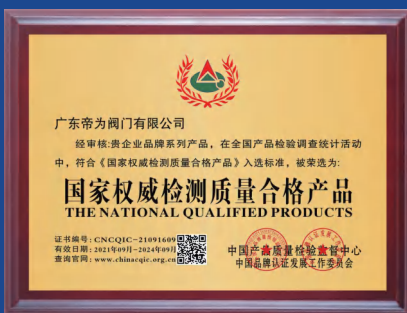 广东帝为阀门有限公司
经审核:贵企业品牌系列产品，在全国产品检验调查统计活动
中，符合《国家权威检测质量合格产品》入选标准，被荣选为:
国家权威检测质量合格产品
THE NATIONAL QUALIFIED PRODUCTS
证书编号: CNCQIC-21091609
有效日期: 2021年09月-2024年09月
查询官网: www.chinacqic.org.cn
中国产品质量检验监督中心
中国品牌认证发展工作委员会